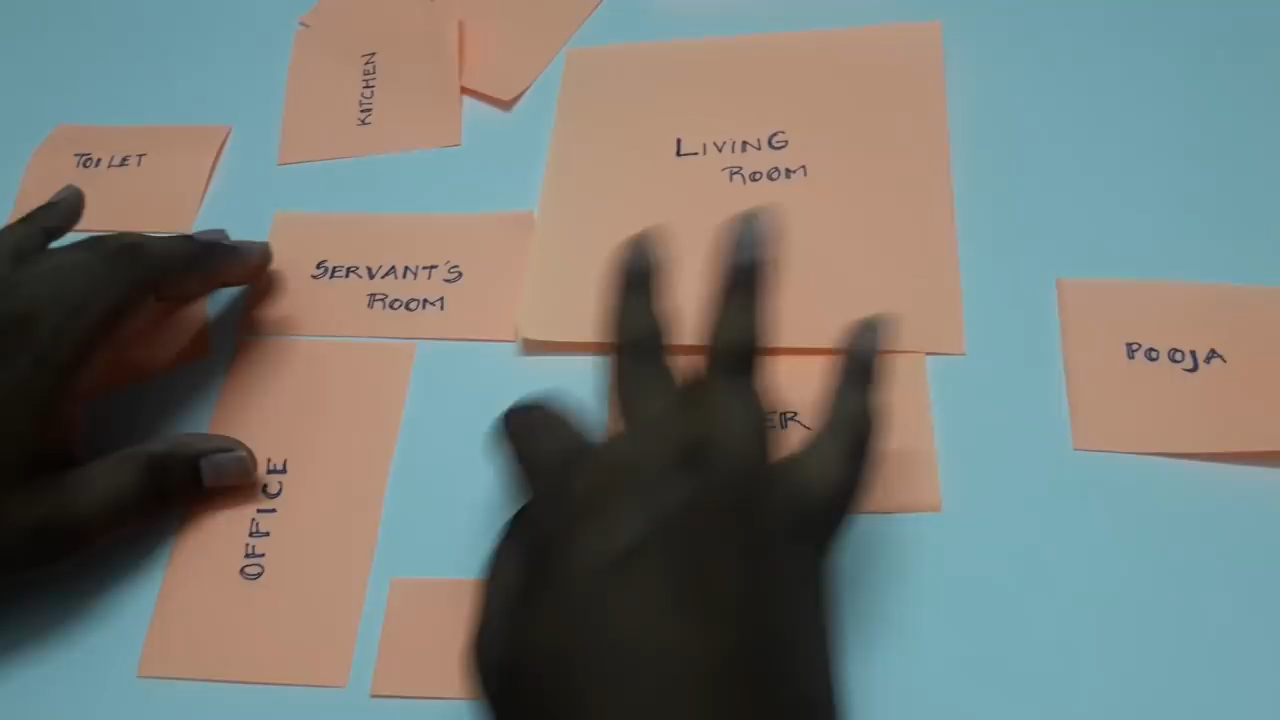 KITCHEN
TOILET
LIVING
ROOM
SERVANT'S
ROOM
POOJA
OFFICE